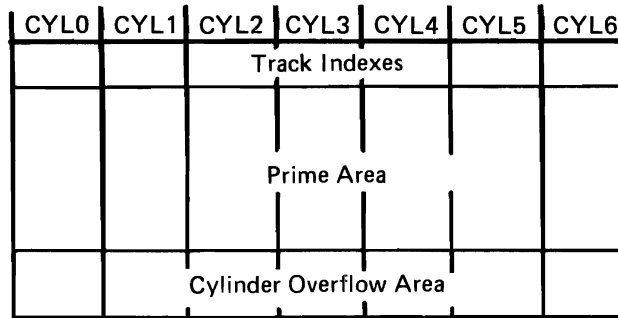 CYL0 CYL1 CYL2 CYL3 CYL4 CYL5 CYL6
Track Indexes
Prime Area
Cylinder Overflow Area